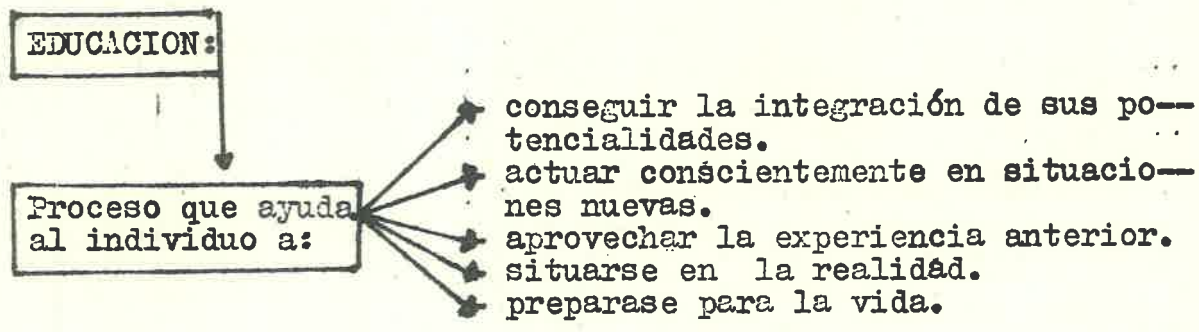 EDUCACION:
conseguir la integración de sus po--
tencialidades.
actuar conscientemente en situacio--
nes nuevas.
Proceso que ayuda
al individuo a:
aprovechar la experiencia anterior.
situarse en la realidad.
preparase para la vida.